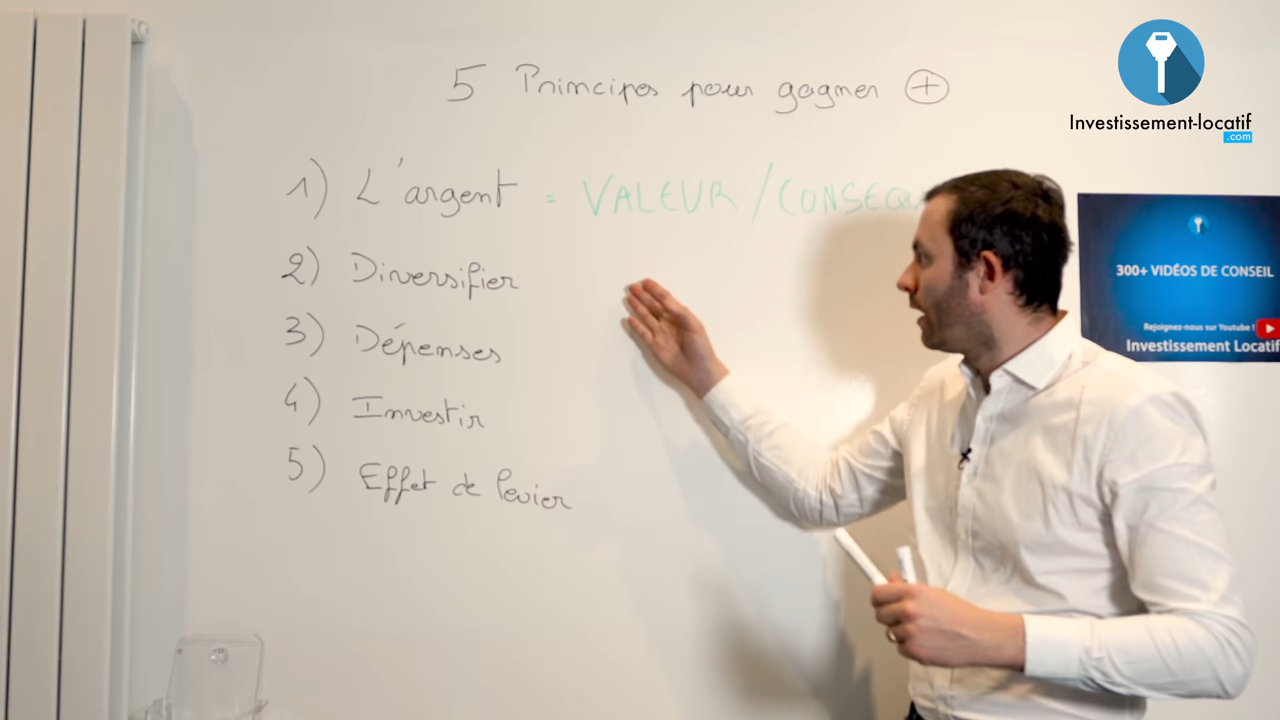 5 Principes pour gagner +
1) L'argent = VALEUR / CONSEQU
2) Diversifier
3) Dépenses
4) Investir
5) Effet de levier
Investissement-locatif
.com
300+ VIDÉOS DE CONSEIL
Rejoignez-nous sur Youtube !
Investissement Locatif